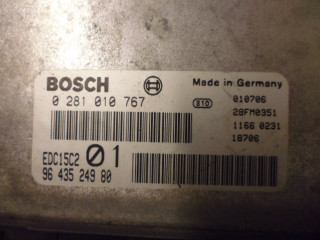 BOSCH
Made in Germany
0 281 010 767
010706
28FM0351
1166 0231
18706
EDC15C2 01
96 435 249 80